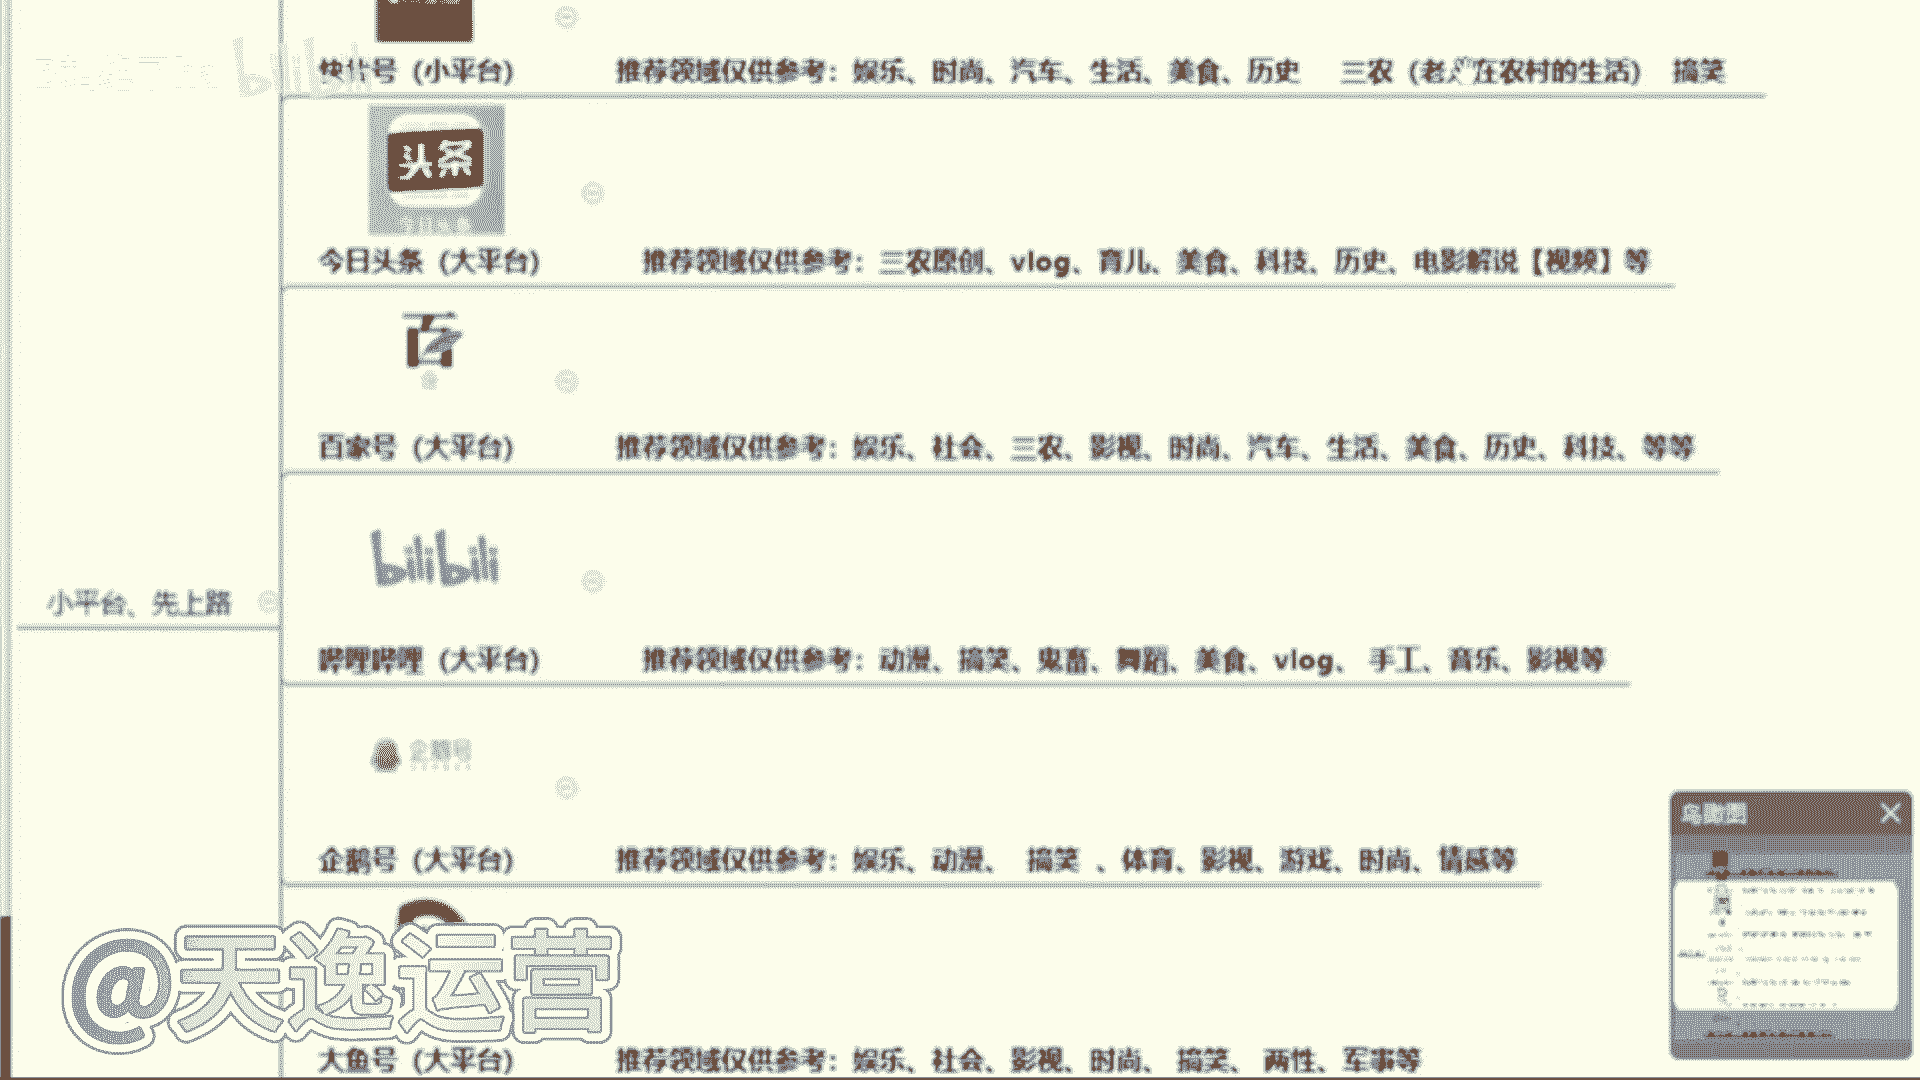 bilibili
快传号（小平台） 推荐领域仅供参考：娱乐、时尚、汽车、生活、美食、历史 三农（老人在农村的生活） 搞笑
头条
今日头条
今日头条（大平台） 推荐领域仅供参考：三农原创、vlog、育儿、美食、科技、历史、电影解说【视频】等
百
百家号（大平台） 推荐领域仅供参考：娱乐、社会、三农、影视、时尚、汽车、生活、美食、历史、科技、等等
bilibili
小平台、先上路
哔哩哔哩（大平台） 推荐领域仅供参考：动漫、搞笑、鬼畜、舞蹈、美食、vlog、 手工、音乐、影视等
企鹅号
企鹅号（大平台） 推荐领域仅供参考：娱乐、动漫、 搞笑 、体育、影视、游戏、时尚、情感等
鸟瞰图
@天逸运营
大鱼号（大平台） 推荐领域仅供参考：娱乐、社会、影视、时尚、 搞笑、 两性、军事等